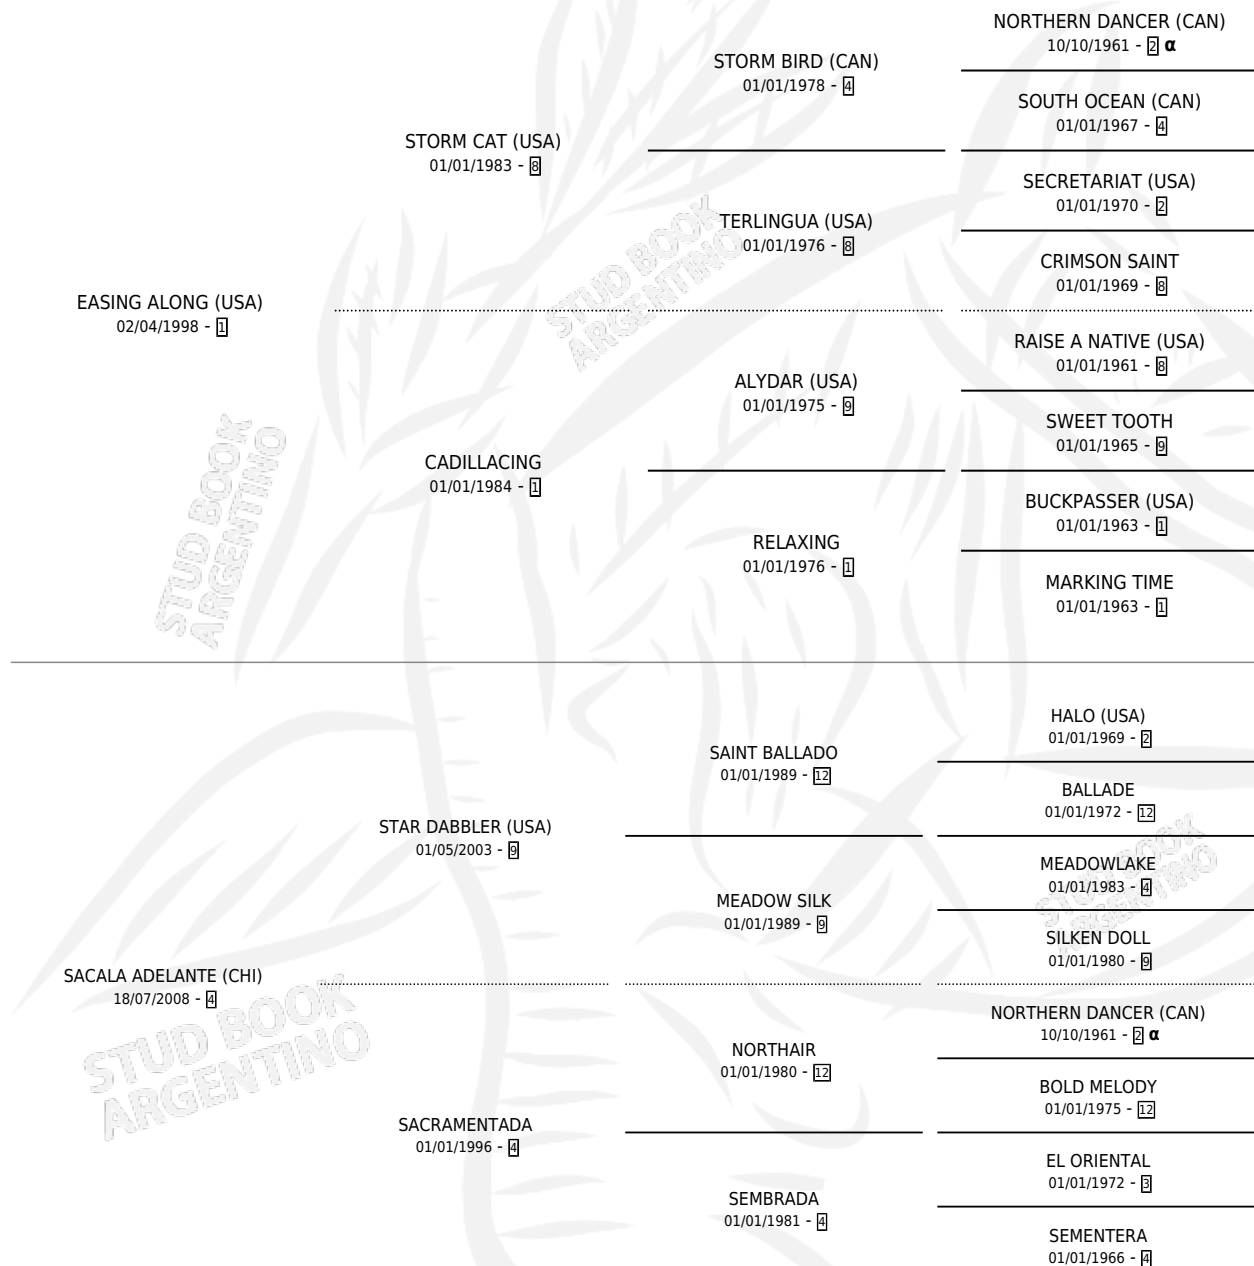 NORTHERN DANCER (CAN)
10/10/1961 - 2 α
STORM BIRD (CAN)
01/01/1978 - 4
SOUTH OCEAN (CAN)
01/01/1967 - 4
STORM CAT (USA)
01/01/1983 - 8
SECRETARIAT (USA)
01/01/1970 - 2
TERLINGUA (USA)
01/01/1976 - 8
CRIMSON SAINT
01/01/1969 - 8
EASING ALONG (USA)
02/04/1998 - 1
RAISE A NATIVE (USA)
01/01/1961 - 8
ALYDAR (USA)
01/01/1975 - 9
SWEET TOOTH
01/01/1965 - 9
CADILLACING
01/01/1984 - 1
BUCKPASSER (USA)
01/01/1963 - 1
RELAXING
01/01/1976 - 1
MARKING TIME
01/01/1963 - 1
HALO (USA)
01/01/1969 - 2
SAINT BALLADO
01/01/1989 - 12
BALLADE
01/01/1972 - 12
STAR DABBLER (USA)
01/05/2003 - 9
MEADOWLAKE
01/01/1983 - 4
MEADOW SILK
01/01/1989 - 9
SILKEN DOLL
01/01/1980 - 9
SACALA ADELANTE (CHI)
18/07/2008 - 4
NORTHERN DANCER (CAN)
10/10/1961 - 2 α
NORTHAIR
01/01/1980 - 12
BOLD MELODY
01/01/1975 - 12
SACRAMENTADA
01/01/1996 - 4
EL ORIENTAL
01/01/1972 - 3
SEMBRADA
01/01/1981 - 4
SEMENTERA
01/01/1966 - 4
STUD BOOK
ARGENTINO
STUD BOOK
ARGENTINO
STUD BOOK
ARGENTINO
STUD BOOK
ARGENTINO